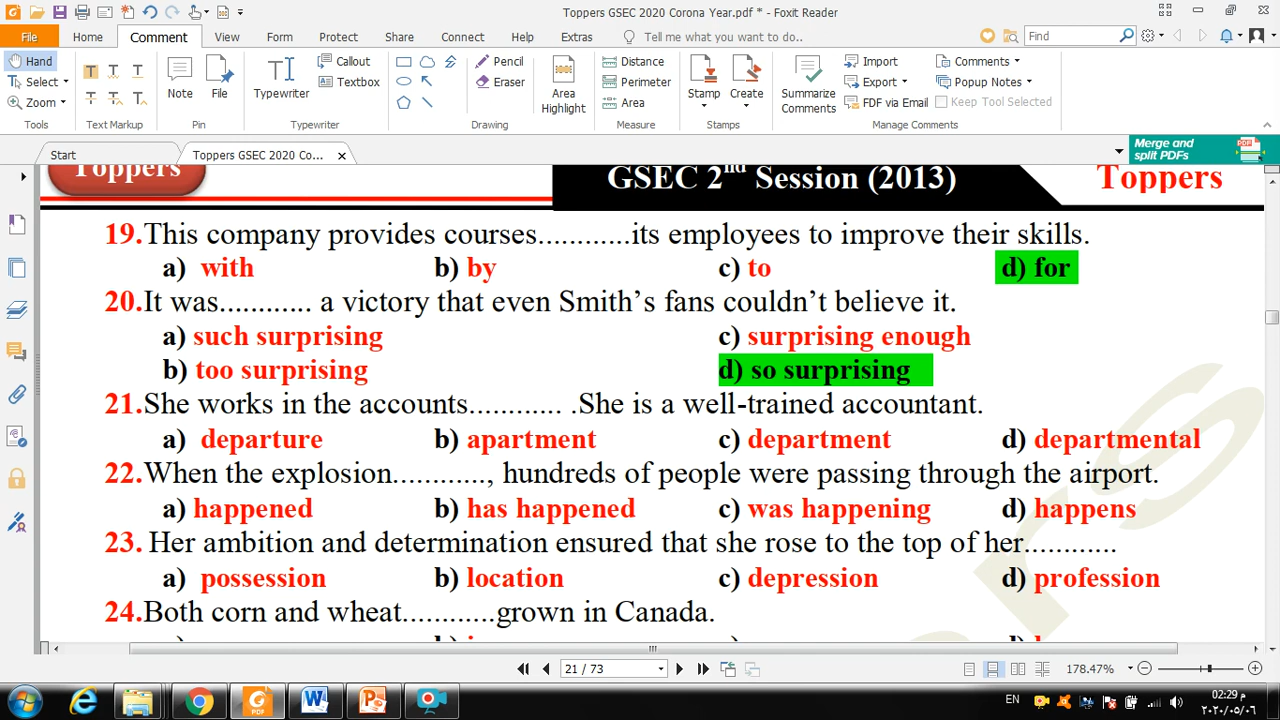 Toppers GSEC 2020 Corona Year.pdf * - Foxit Reader
File Home Comment View Form Protect Share Connect Help Extras Tell me what you want to do.. Find
Hand Select Zoom
Tools
Text Markup
Note File
Pin
Typewriter Callout Textbox
Typewriter
Pencil Eraser Area Highlight
Drawing
Distance Perimeter Area
Measure
Stamp Create
Stamps
Summarize Comments Import Export FDF via Email Comments Popup Notes Keep Tool Selected
Manage Comments
Start Toppers GSEC 2020 Co... Merge and split PDFs
Toppers GSEC 2nd Session (2013) Toppers
19.This company provides courses............its employees to improve their skills.
a) with b) by c) to d) for
20.It was............ a victory that even Smith’s fans couldn’t believe it.
a) such surprising c) surprising enough
b) too surprising d) so surprising
21.She works in the accounts............ .She is a well-trained accountant.
a) departure b) apartment c) department d) departmental
22.When the explosion............, hundreds of people were passing through the airport.
a) happened b) has happened c) was happening d) happens
23. Her ambition and determination ensured that she rose to the top of her............
a) possession b) location c) depression d) profession
24.Both corn and wheat............grown in Canada.
21 / 73 178.47%
EN 02:29 م
٢٠٢٠/٠٥/٠٦